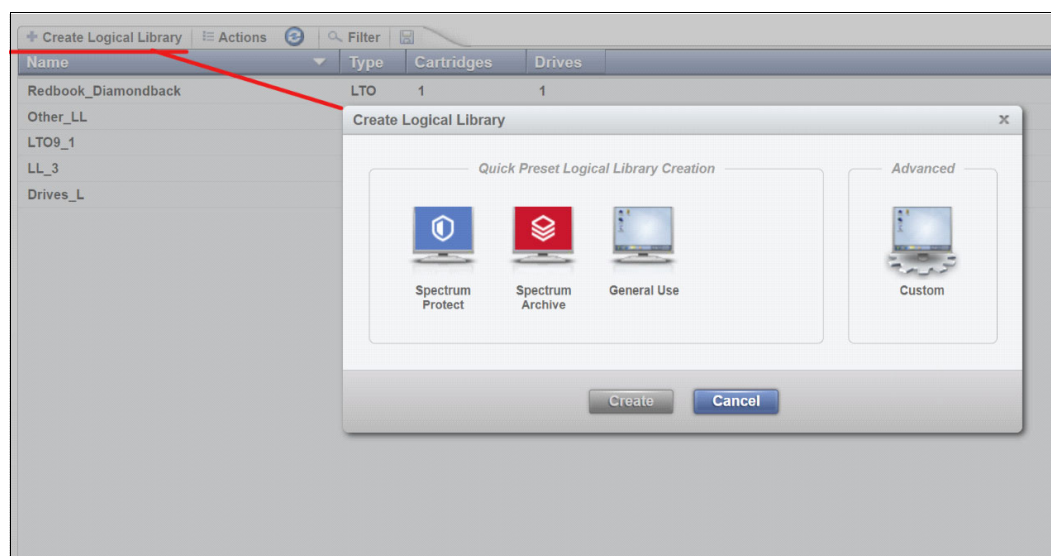 Create Logical Library Actions Filter
Name Type Cartridges Drives
Redbook_Diamondback LTO 1 1
Other_LL
LTO9_1
LL_3
Drives_L
Create Logical Library x
Quick Preset Logical Library Creation
Advanced
Spectrum
Protect
Spectrum
Archive
General Use
Custom
Create Cancel